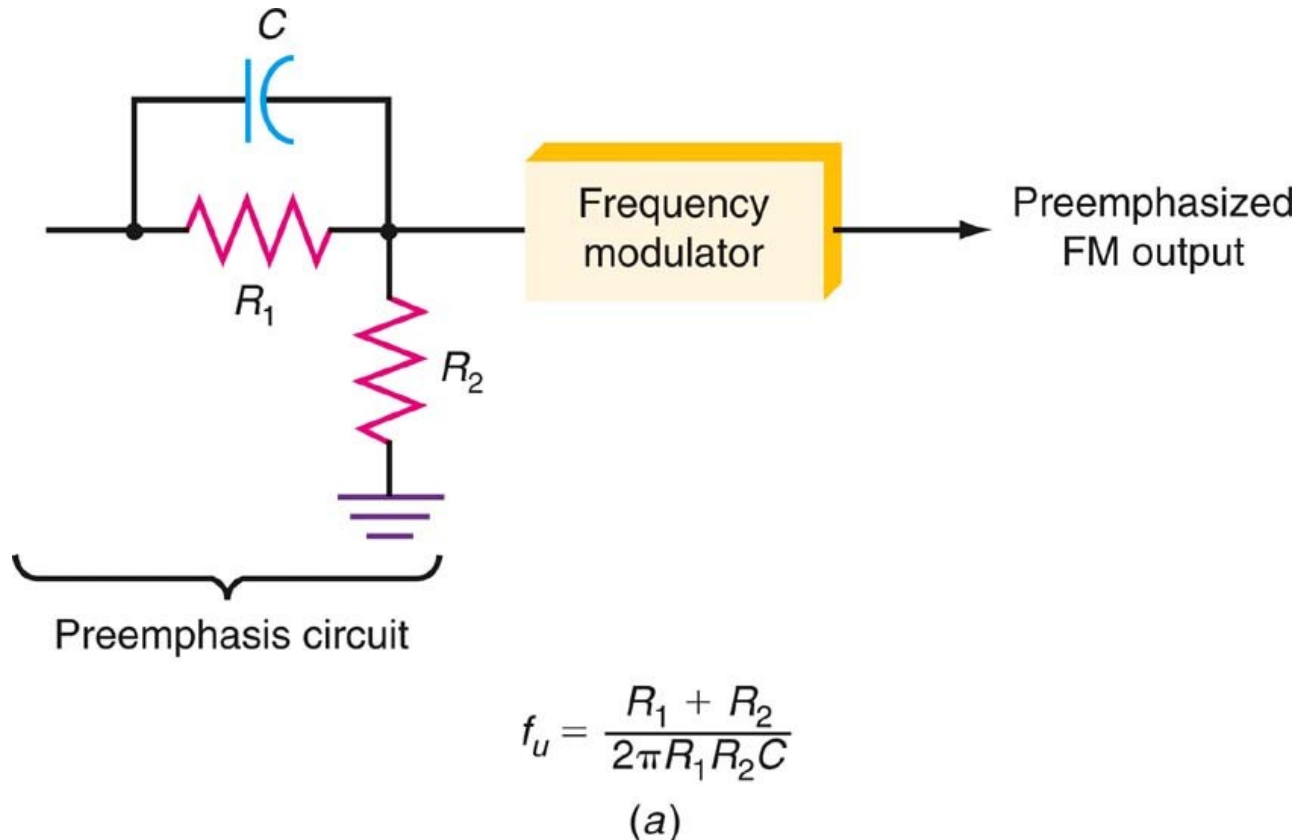 C
R₁
R₂
Frequency
modulator
Preemphasized
FM output
Preemphasis circuit
fᵤ = (R₁ + R₂) / (2πR₁R₂C)
(a)